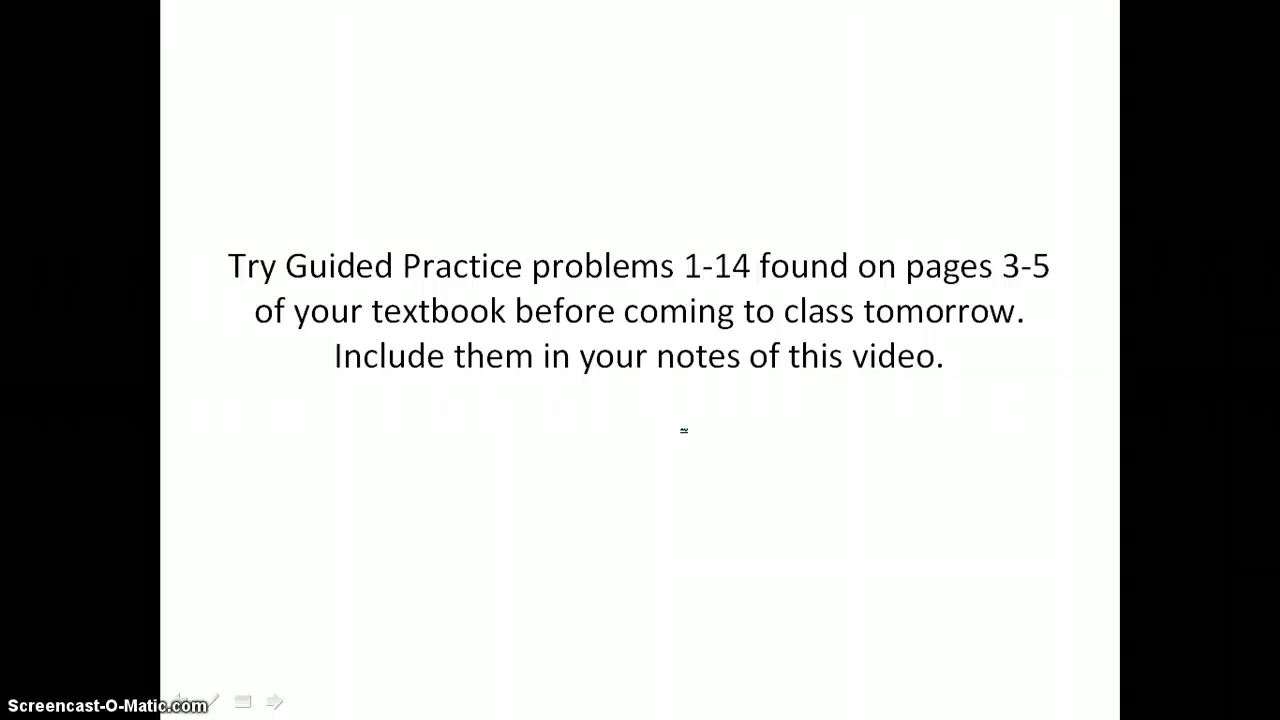 Try Guided Practice problems 1-14 found on pages 3-5
of your textbook before coming to class tomorrow.
Include them in your notes of this video.
Screencast-O-Matic.com